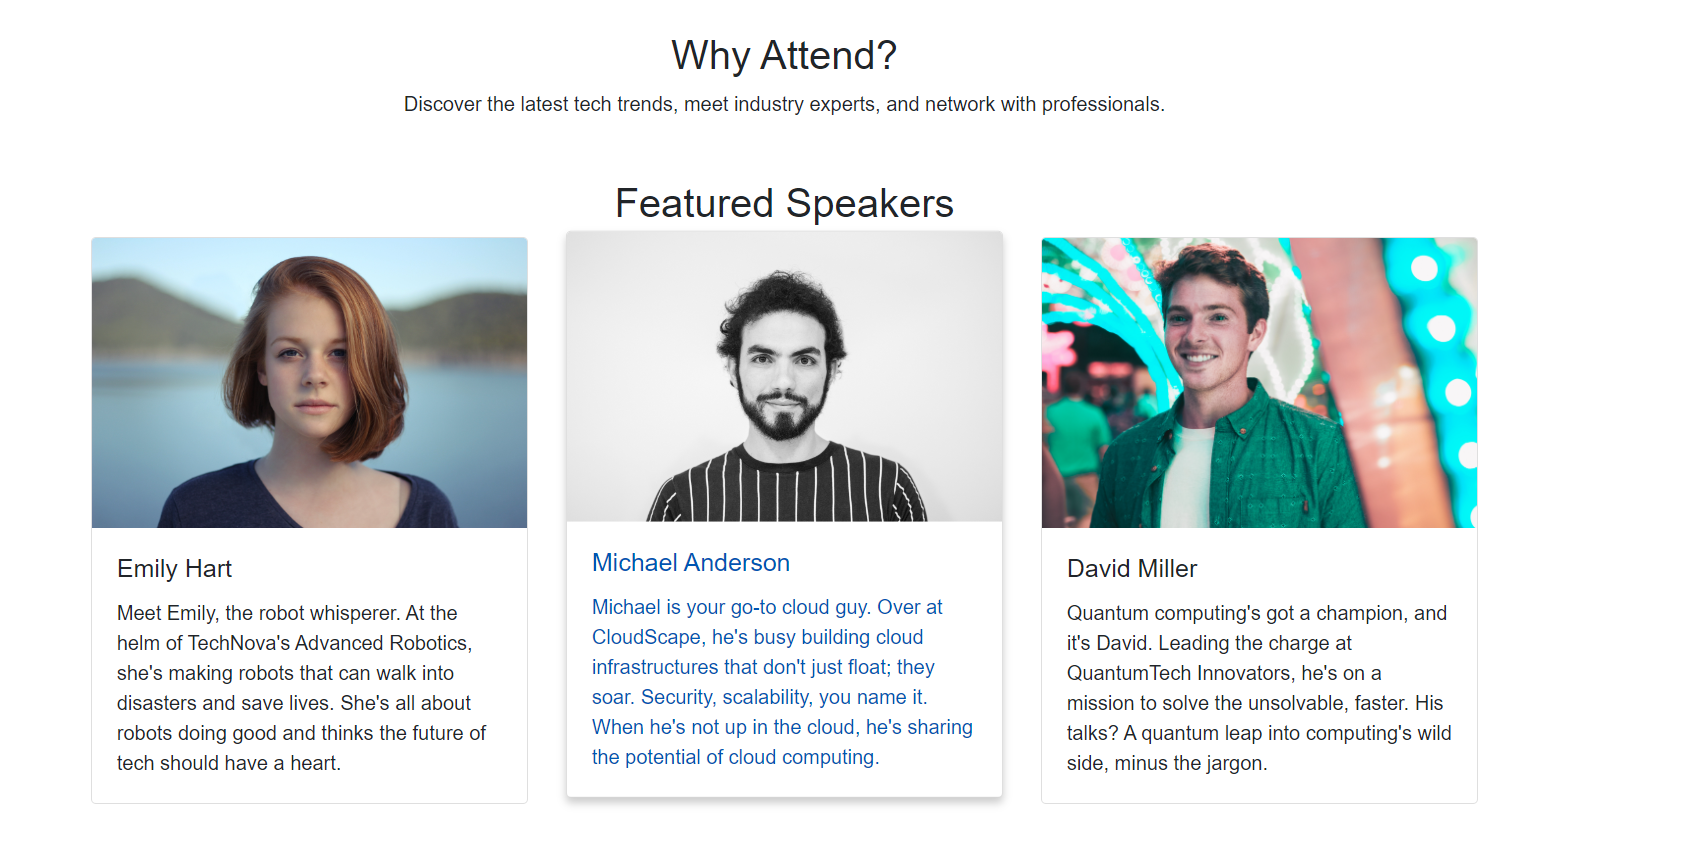 Why Attend?
Discover the latest tech trends, meet industry experts, and network with professionals.
Featured Speakers
Emily Hart
Meet Emily, the robot whisperer. At the
helm of TechNova's Advanced Robotics,
she's making robots that can walk into
disasters and save lives. She's all about
robots doing good and thinks the future of
tech should have a heart.
Michael Anderson
Michael is your go-to cloud guy. Over at
CloudScape, he's busy building cloud
infrastructures that don't just float; they
soar. Security, scalability, you name it.
When he's not up in the cloud, he's sharing
the potential of cloud computing.
David Miller
Quantum computing's got a champion, and
it's David. Leading the charge at
QuantumTech Innovators, he's on a
mission to solve the unsolvable, faster. His
talks? A quantum leap into computing's wild
side, minus the jargon.